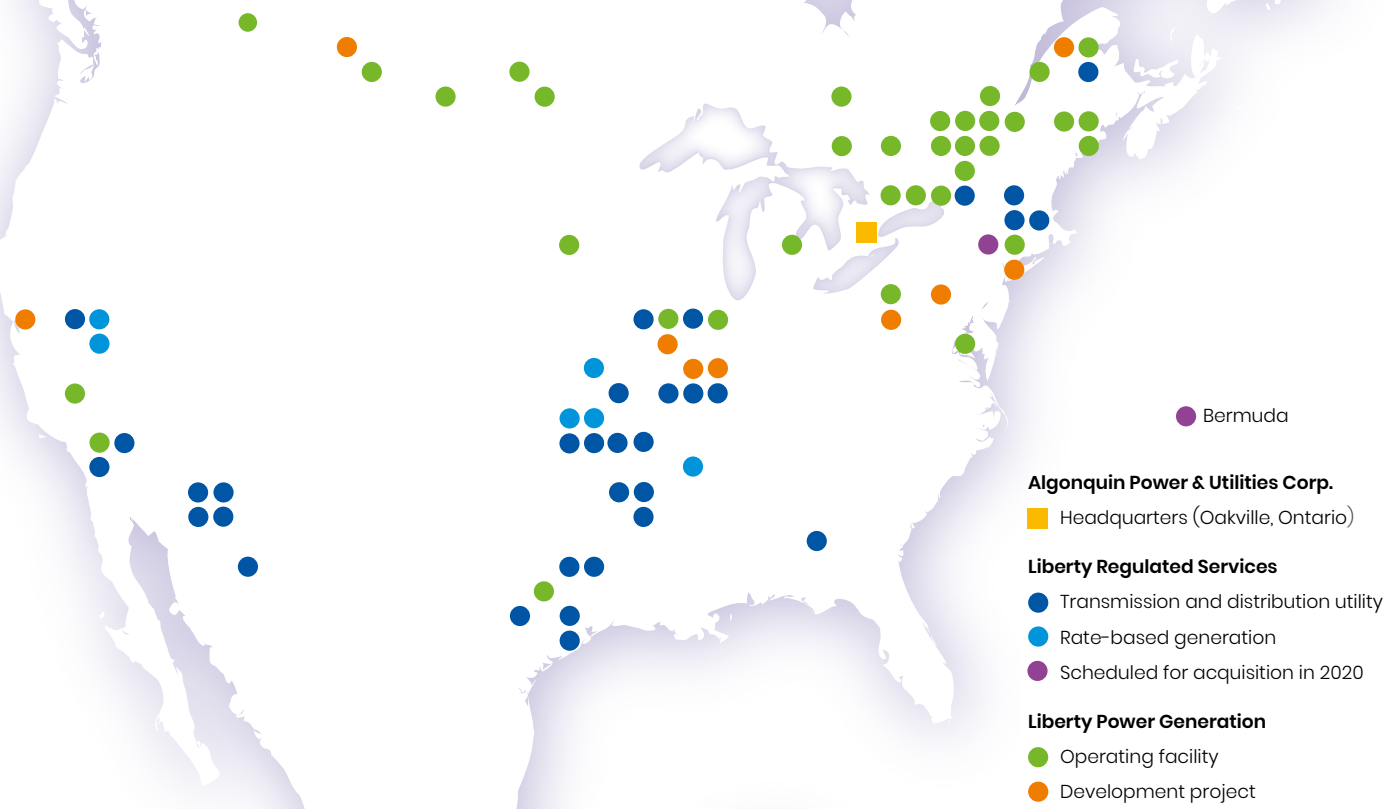 Bermuda
Algonquin Power & Utilities Corp.
Headquarters (Oakville, Ontario)
Liberty Regulated Services
Transmission and distribution utility
Rate-based generation
Scheduled for acquisition in 2020
Liberty Power Generation
Operating facility
Development project